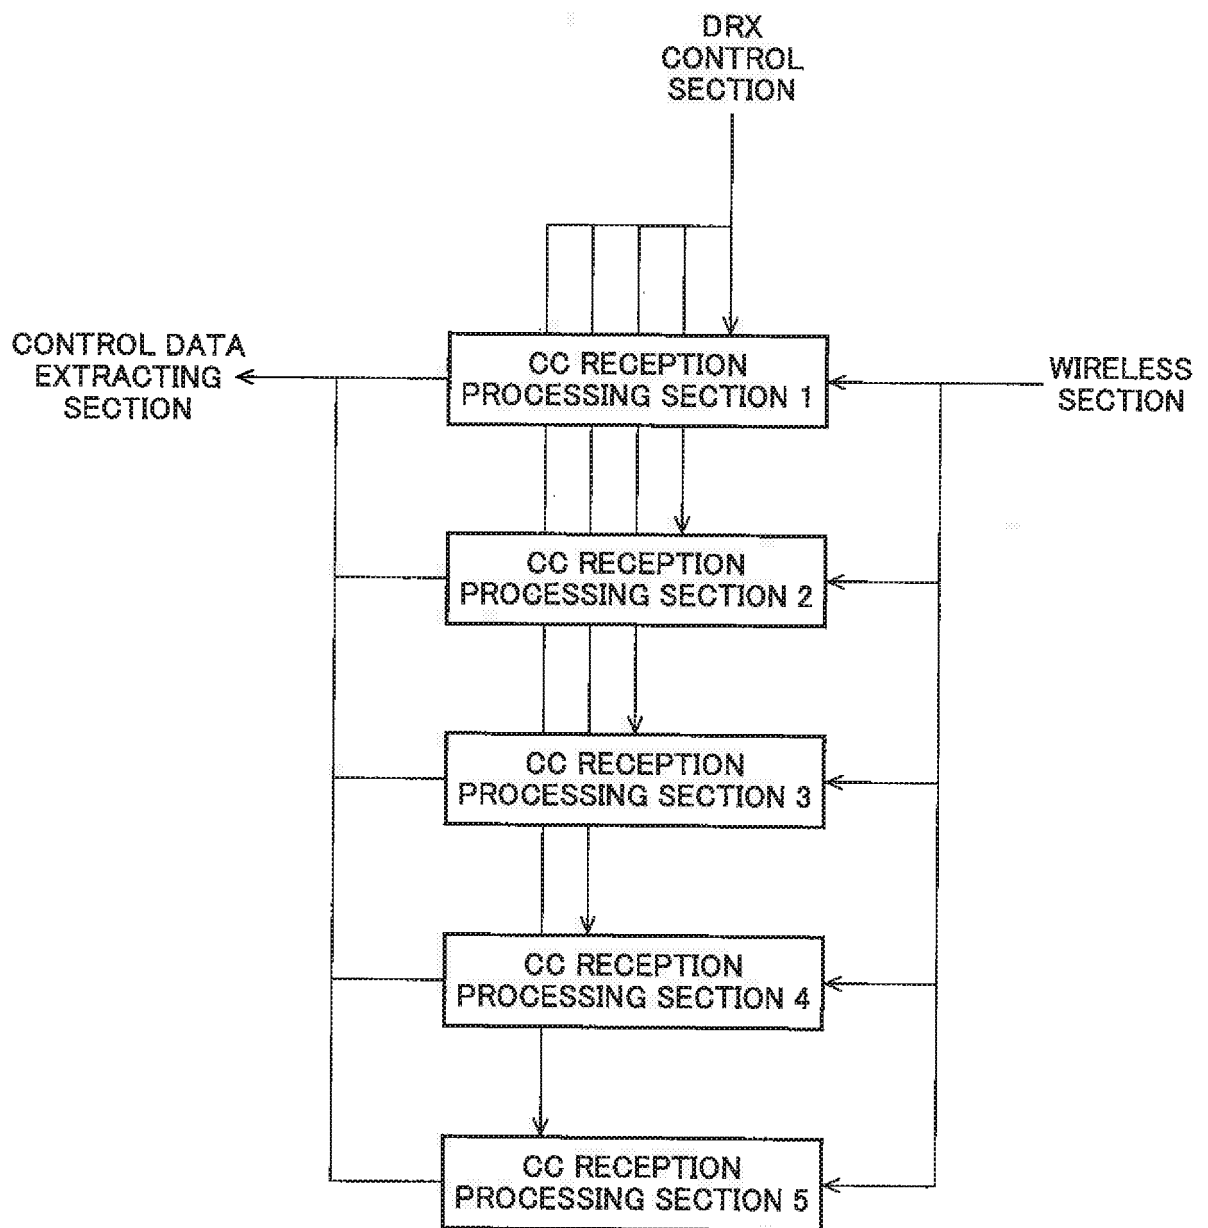 DRX
CONTROL
SECTION
CONTROL DATA
EXTRACTING
SECTION
CC RECEPTION
PROCESSING SECTION 1
WIRELESS
SECTION
CC RECEPTION
PROCESSING SECTION 2
CC RECEPTION
PROCESSING SECTION 3
CC RECEPTION
PROCESSING SECTION 4
CC RECEPTION
PROCESSING SECTION 5